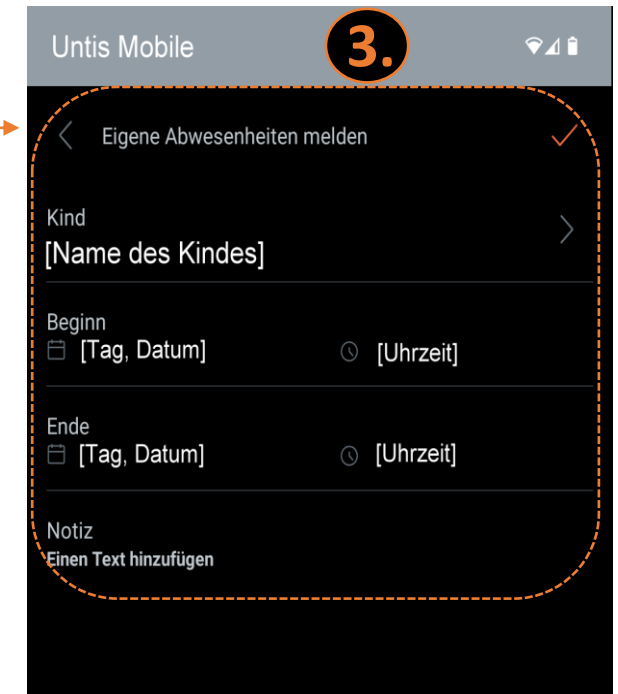 Untis Mobile
3.
Eigene Abwesenheiten melden
Kind
[Name des Kindes]
Beginn
[Tag, Datum] [Uhrzeit]
Ende
[Tag, Datum] [Uhrzeit]
Notiz
Einen Text hinzufügen